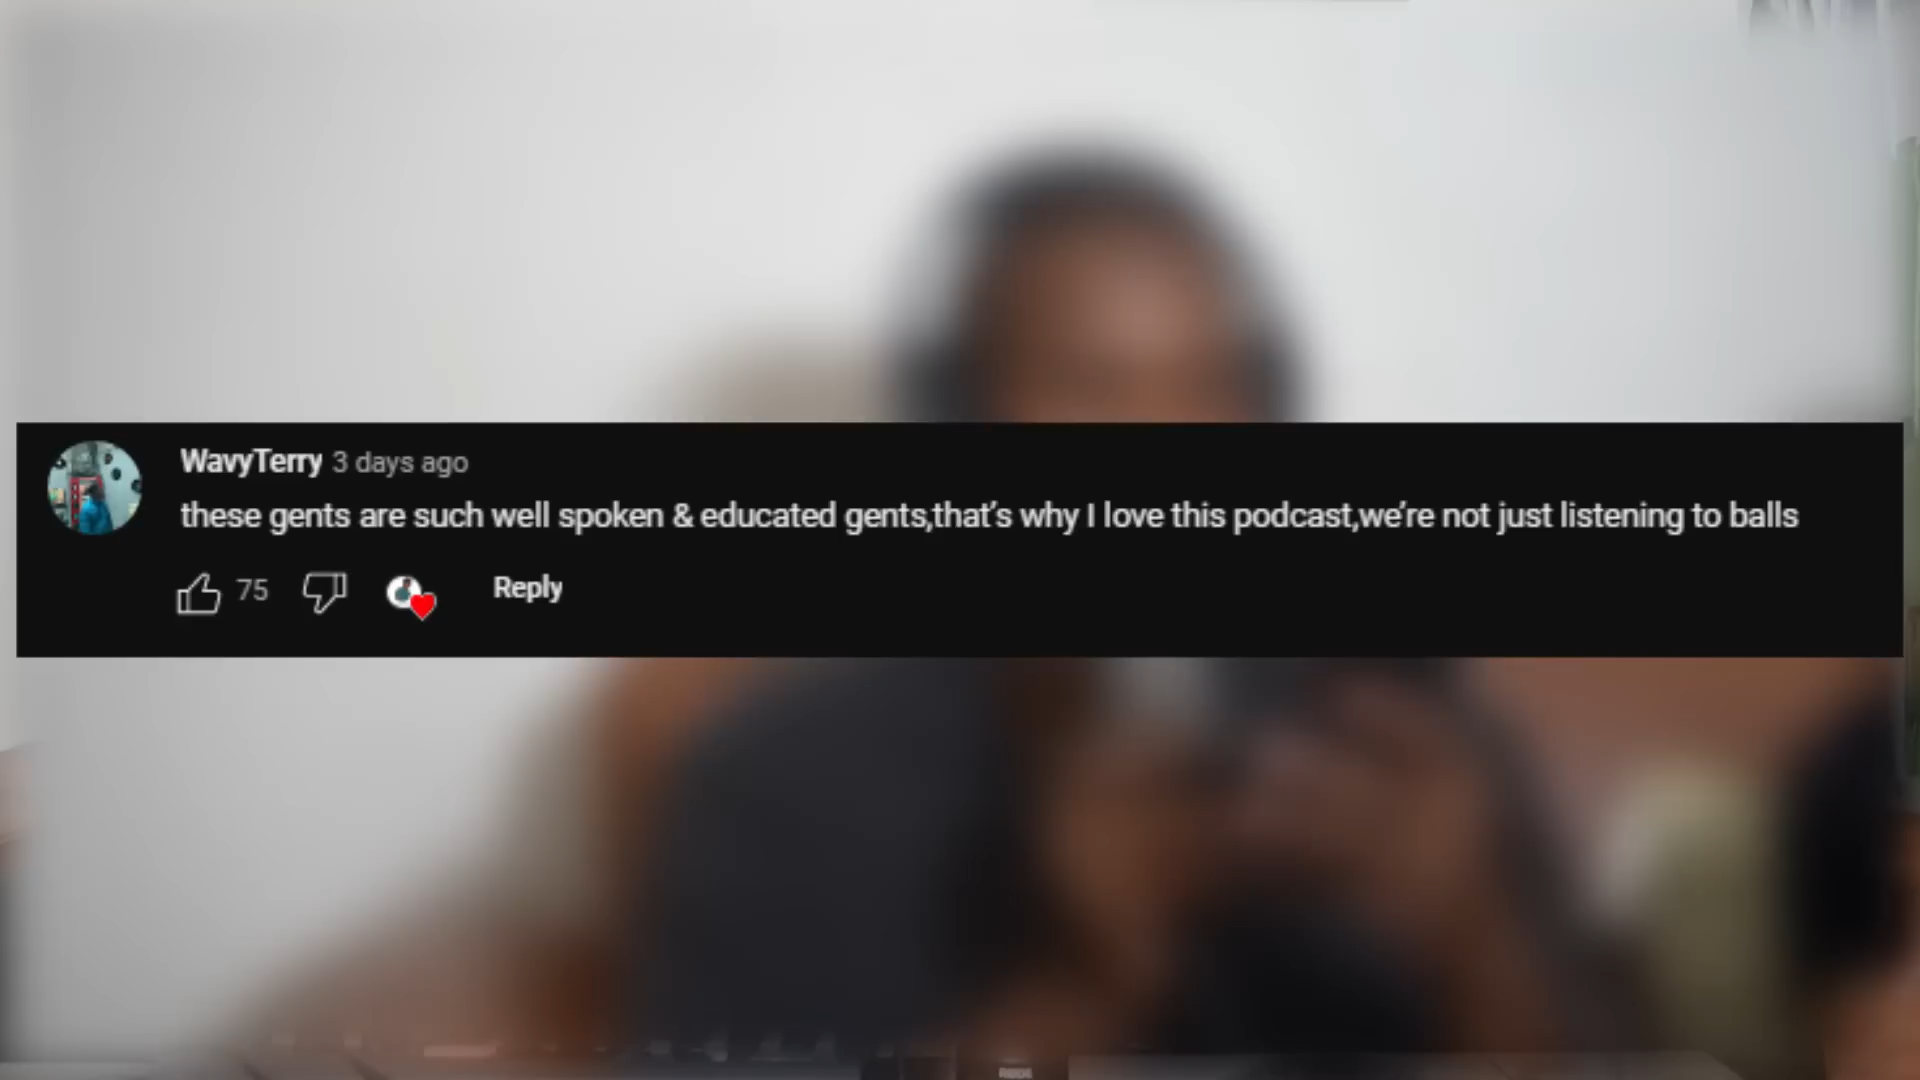 WavyTerry 3 days ago
these gents are such well spoken & educated gents,that's why I love this podcast,we're not just listening to balls
75 Reply